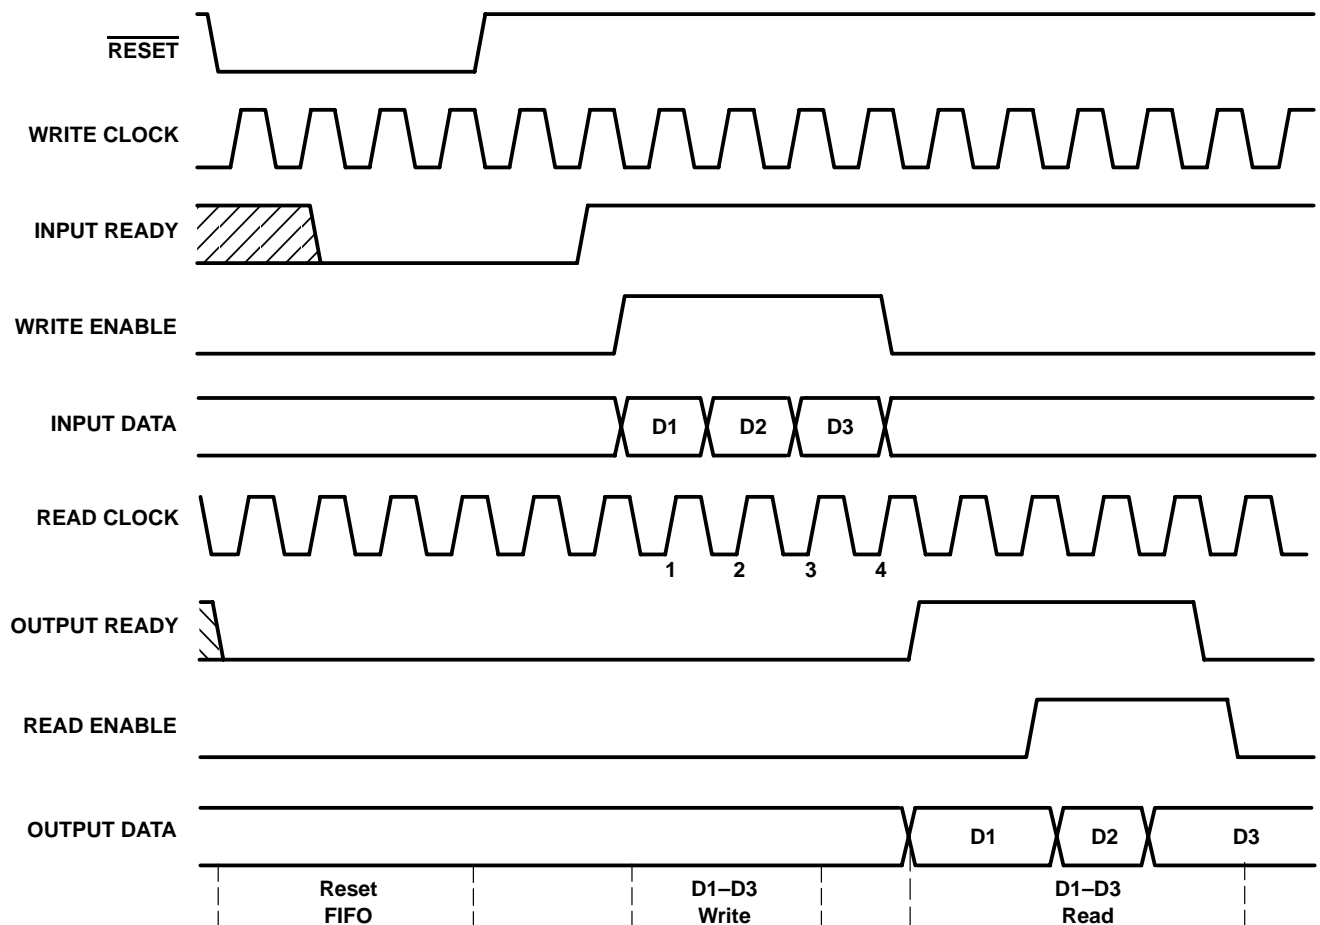 RESET
WRITE CLOCK
INPUT READY
WRITE ENABLE
INPUT DATA
D1 D2 D3
READ CLOCK
1 2 3 4
OUTPUT READY
READ ENABLE
OUTPUT DATA
D1 D2 D3
Reset
FIFO
D1–D3
Write
D1–D3
Read